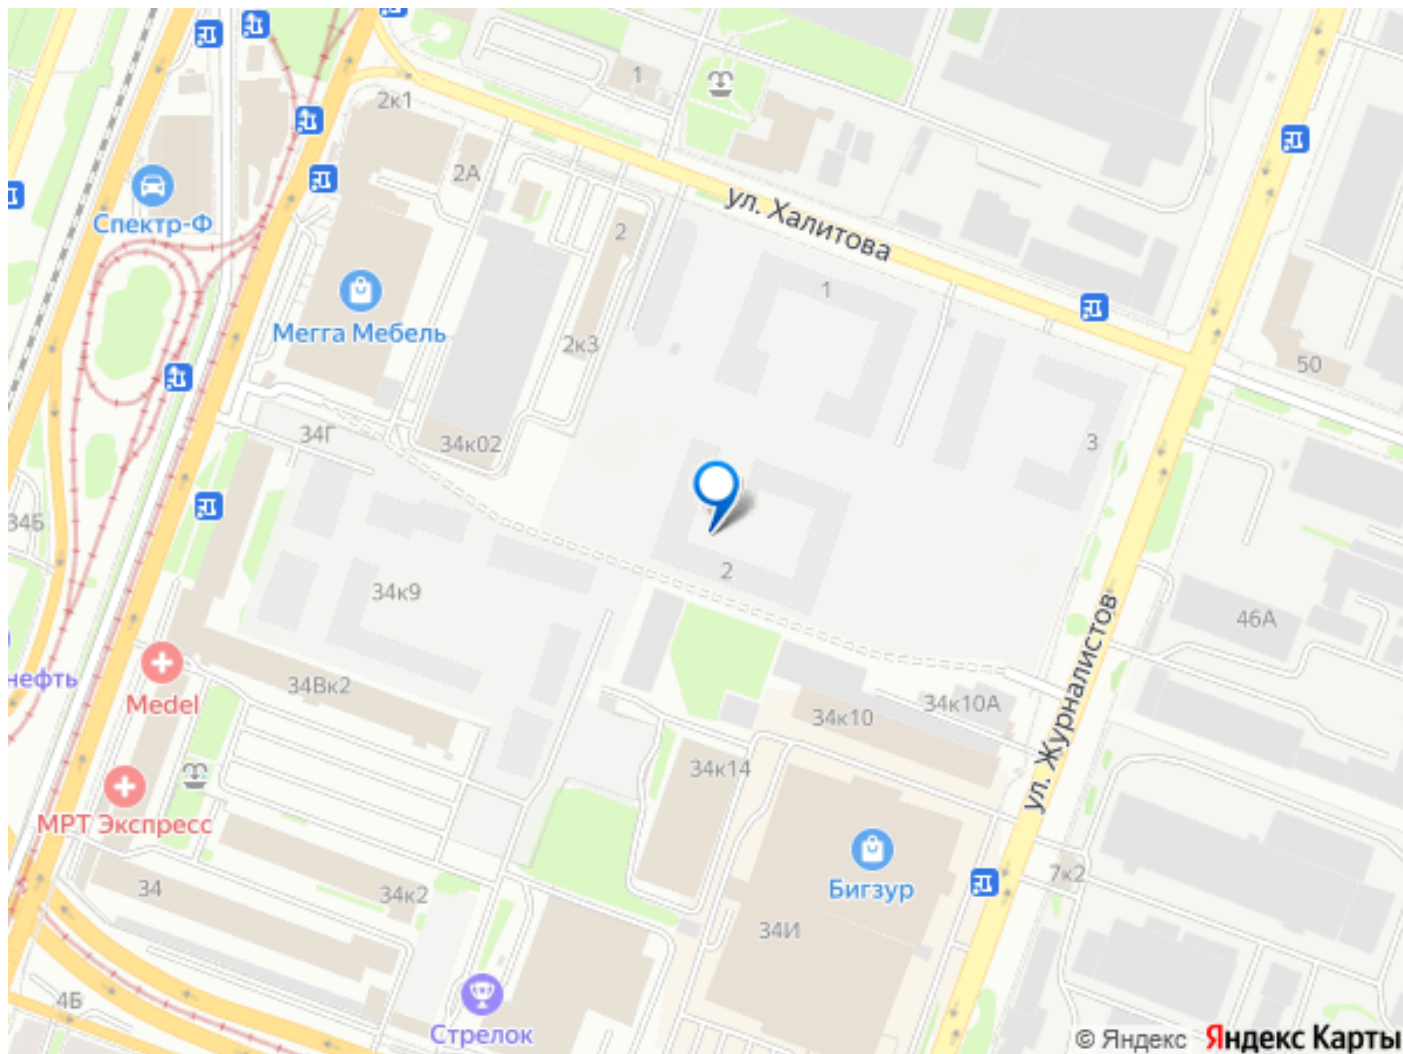 1
2к1
2А
Спектр-Ф
ул. Халитова
2
1
Мегга Мебель
2к3
50
34Г
34к02
3
34Б
2
34к9
46А
нефть
34Вк2
Medel
34к10
34к10А
ул. Журналистов
34к14
МРТ Экспресс
Бигзур
7к2
34
34к2
34И
4Б
Стрелок
© Яндекс Яндекс Карты